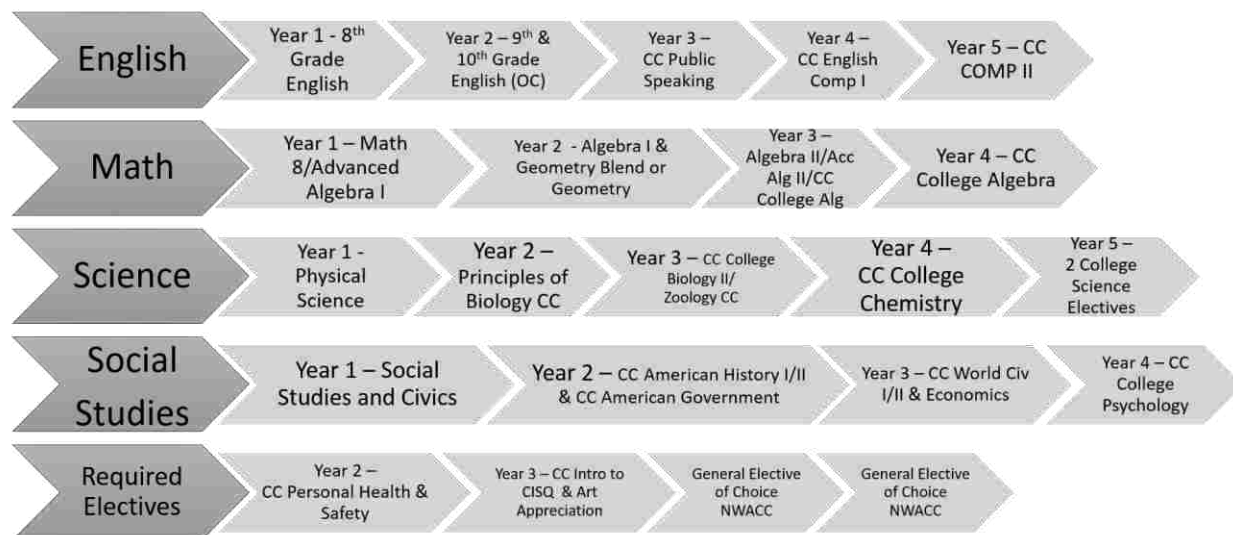 English
Year 1 - 8th
Grade
English
Year 2 – 9th &
10th Grade
English (OC)
Year 3 –
CC Public
Speaking
Year 4 –
CC English
Comp I
Year 5 – CC
COMP II
Math
Year 1 – Math
8/Advanced
Algebra I
Year 2 - Algebra I &
Geometry Blend or
Geometry
Year 3 –
Algebra II/Acc
Alg II/CC
College Alg
Year 4 – CC
College Algebra
Science
Year 1 -
Physical
Science
Year 2 –
Principles of
Biology CC
Year 3 – CC College
Biology II/
Zoology CC
Year 4 –
CC College
Chemistry
Year 5 –
2 College
Science
Electives
Social
Studies
Year 1 – Social
Studies and Civics
Year 2 – CC American History I/II
& CC American Government
Year 3 – CC World Civ
I/II & Economics
Year 4 – CC
College
Psychology
Required
Electives
Year 2 –
CC Personal Health &
Safety
Year 3 – CC Intro to
CISQ & Art
Appreciation
General Elective
of Choice
NWACC
General Elective
of Choice
NWACC